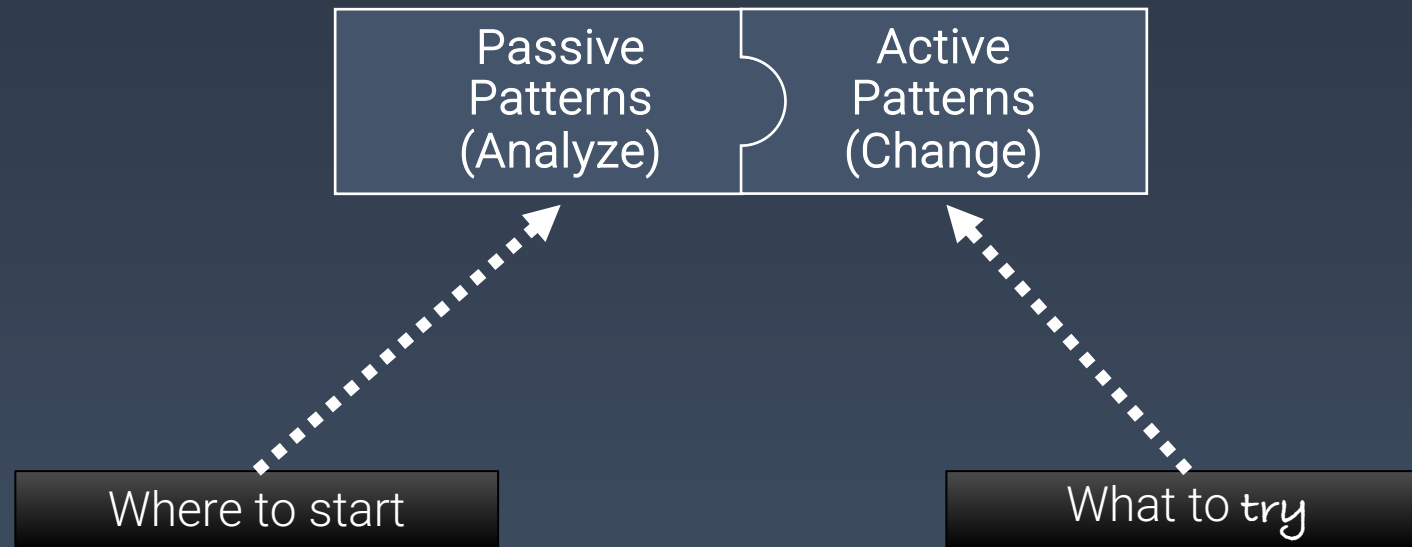 Passive
Patterns
(Analyze)
Active
Patterns
(Change)
Where to start
What to try